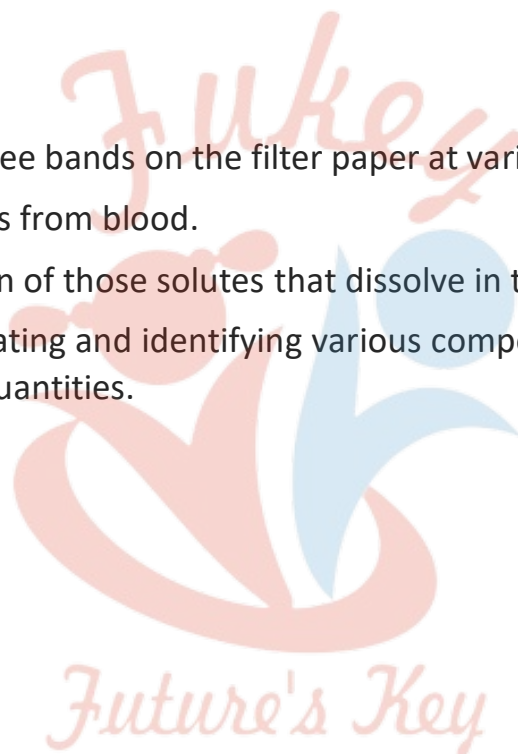 Fukey
ee bands on the filter paper at vari
s from blood.
n of those solutes that dissolve in t
ating and identifying various compo
uantities.
Future's Key